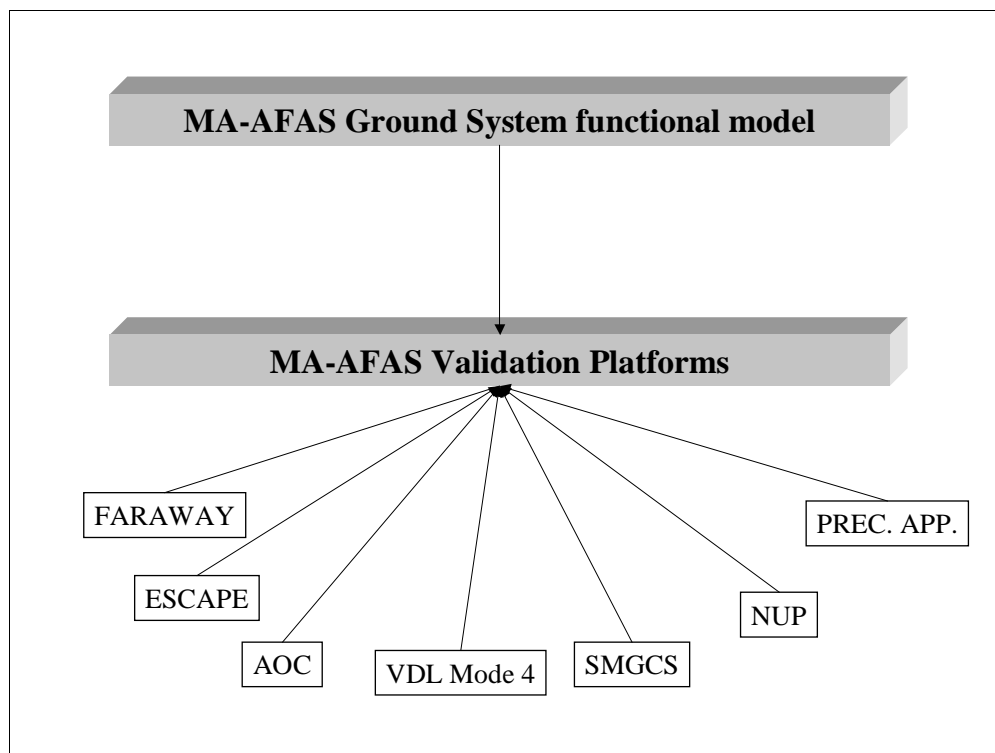 MA-AFAS Ground System functional model
MA-AFAS Validation Platforms
FARAWAY
PREC. APP.
ESCAPE
NUP
AOC
VDL Mode 4
SMGCS